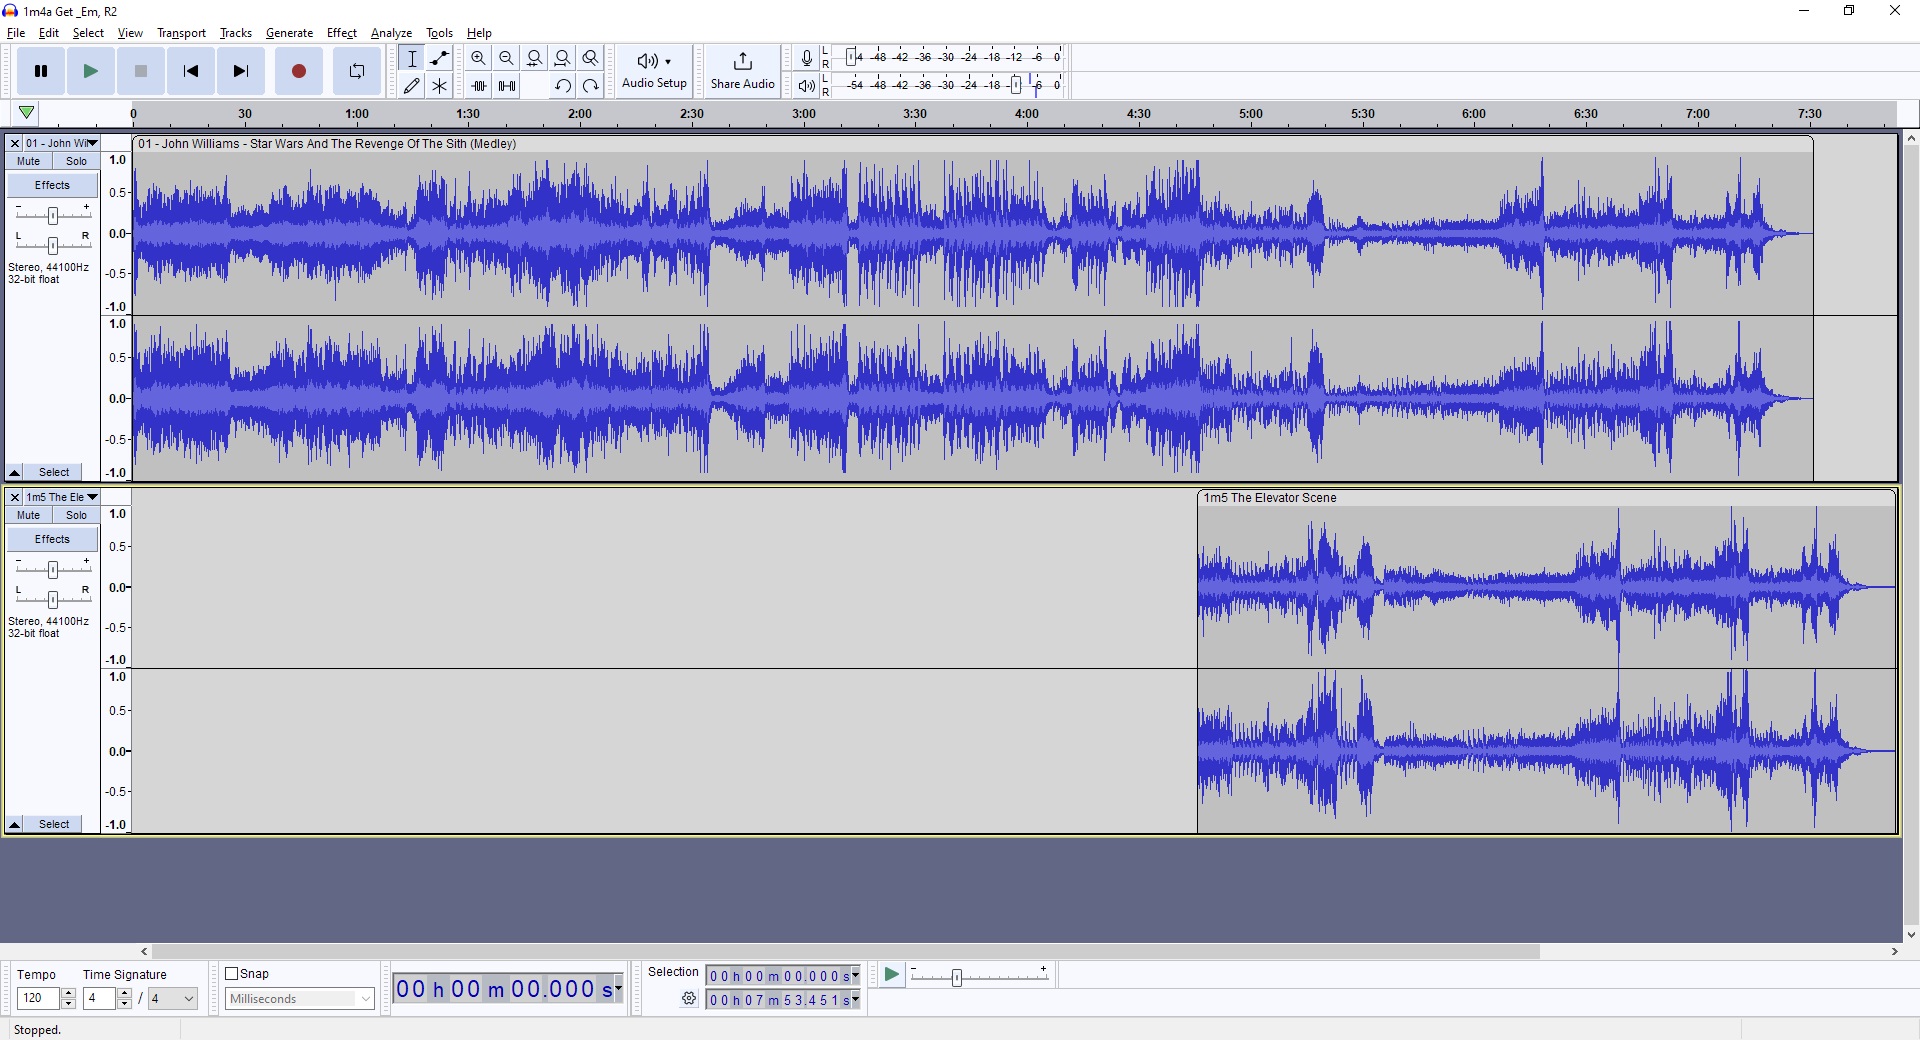 1m4a Get _Em, R2
File Edit Select View Transport Tracks Generate Effect Analyze Tools Help
Audio Setup Share Audio
L R -54 -48 -42 -36 -30 -24 -18 -12 -6 0
L R -54 -48 -42 -36 -30 -24 -18 -6 0
0 30 1:00 1:30 2:00 2:30 3:00 3:30 4:00 4:30 5:00 5:30 6:00 6:30 7:00 7:30
01 - John Wil
01 - John Williams - Star Wars And The Revenge Of The Sith (Medley)
Mute Solo
Effects
- +
L R
Stereo, 44100Hz
32-bit float
Select
1.0
0.5
0.0
-0.5
-1.0
1.0
0.5
0.0
-0.5
-1.0
1m5 The Ele
1m5 The Elevator Scene
Mute Solo
Effects
- +
L R
Stereo, 44100Hz
32-bit float
Select
1.0
0.5
0.0
-0.5
-1.0
1.0
0.5
0.0
-0.5
-1.0
Tempo
120
Time Signature
4 / 4
Snap
Milliseconds
00 h 00 m 00.000 s
Selection
00 h 00 m 00.000 s
00 h 07 m 53.451 s
- +
Stopped.